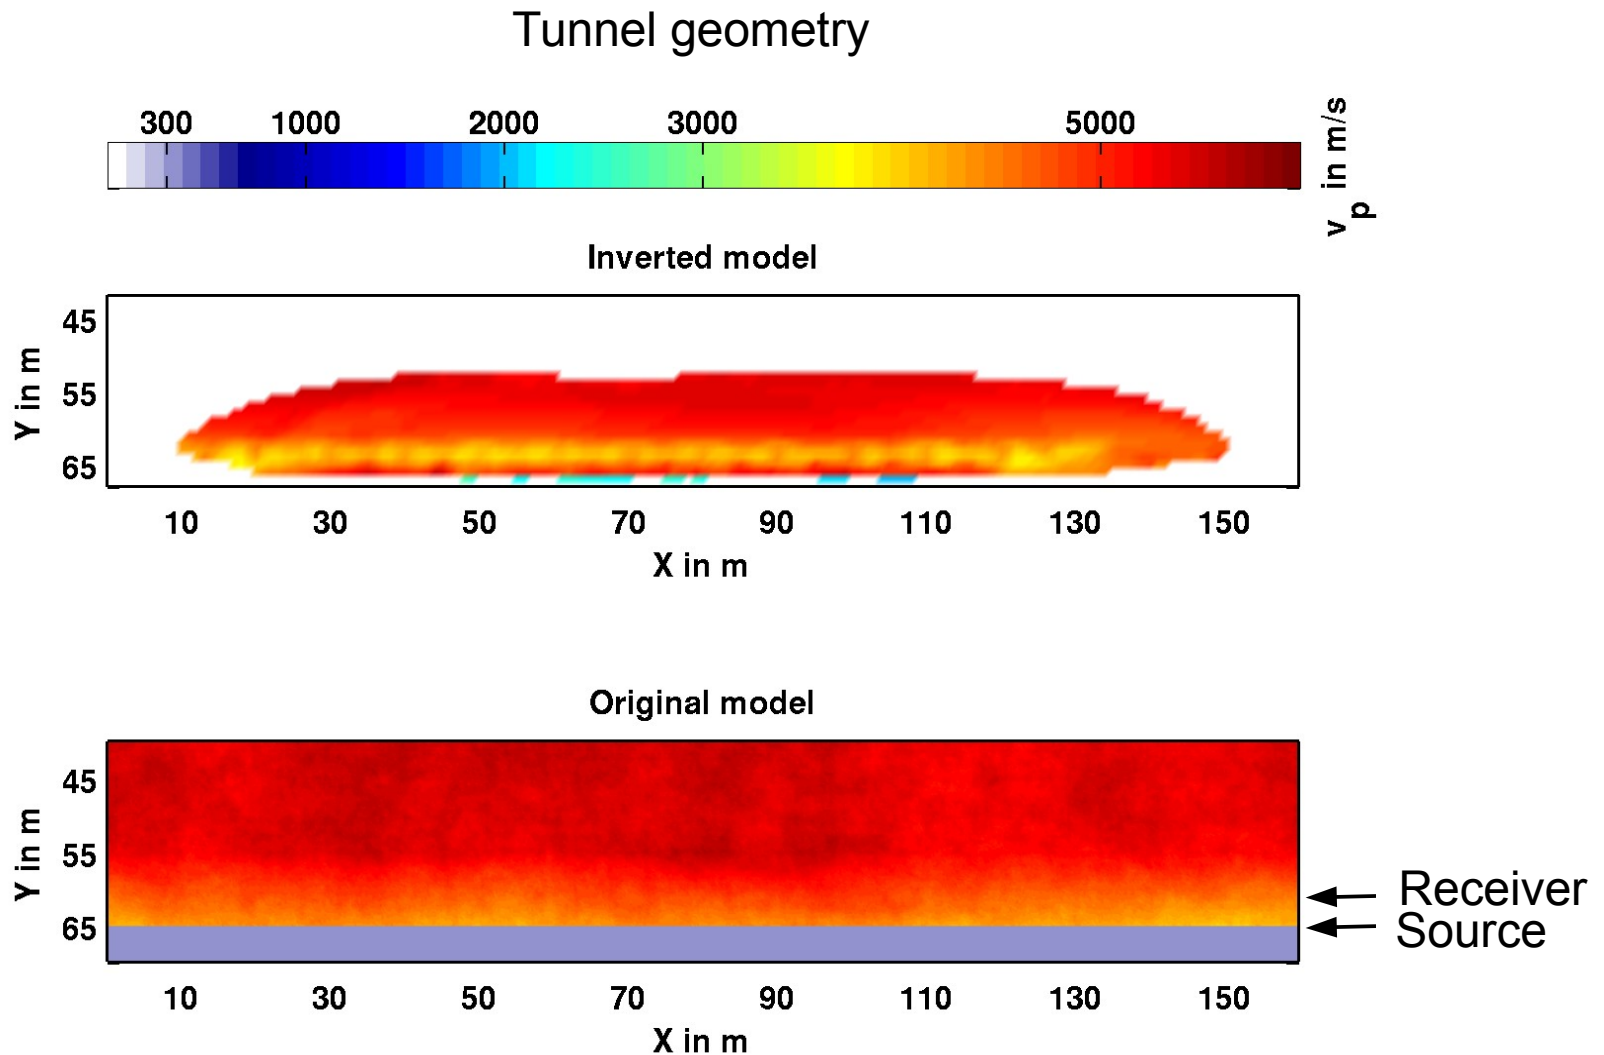 Tunnel geometry
300 1000 2000 3000 5000
v p in m/s
Inverted model
45
55
65
Y in m
10 30 50 70 90 110 130 150
X in m
Original model
45
55
65
Y in m
Receiver
Source
10 30 50 70 90 110 130 150
X in m